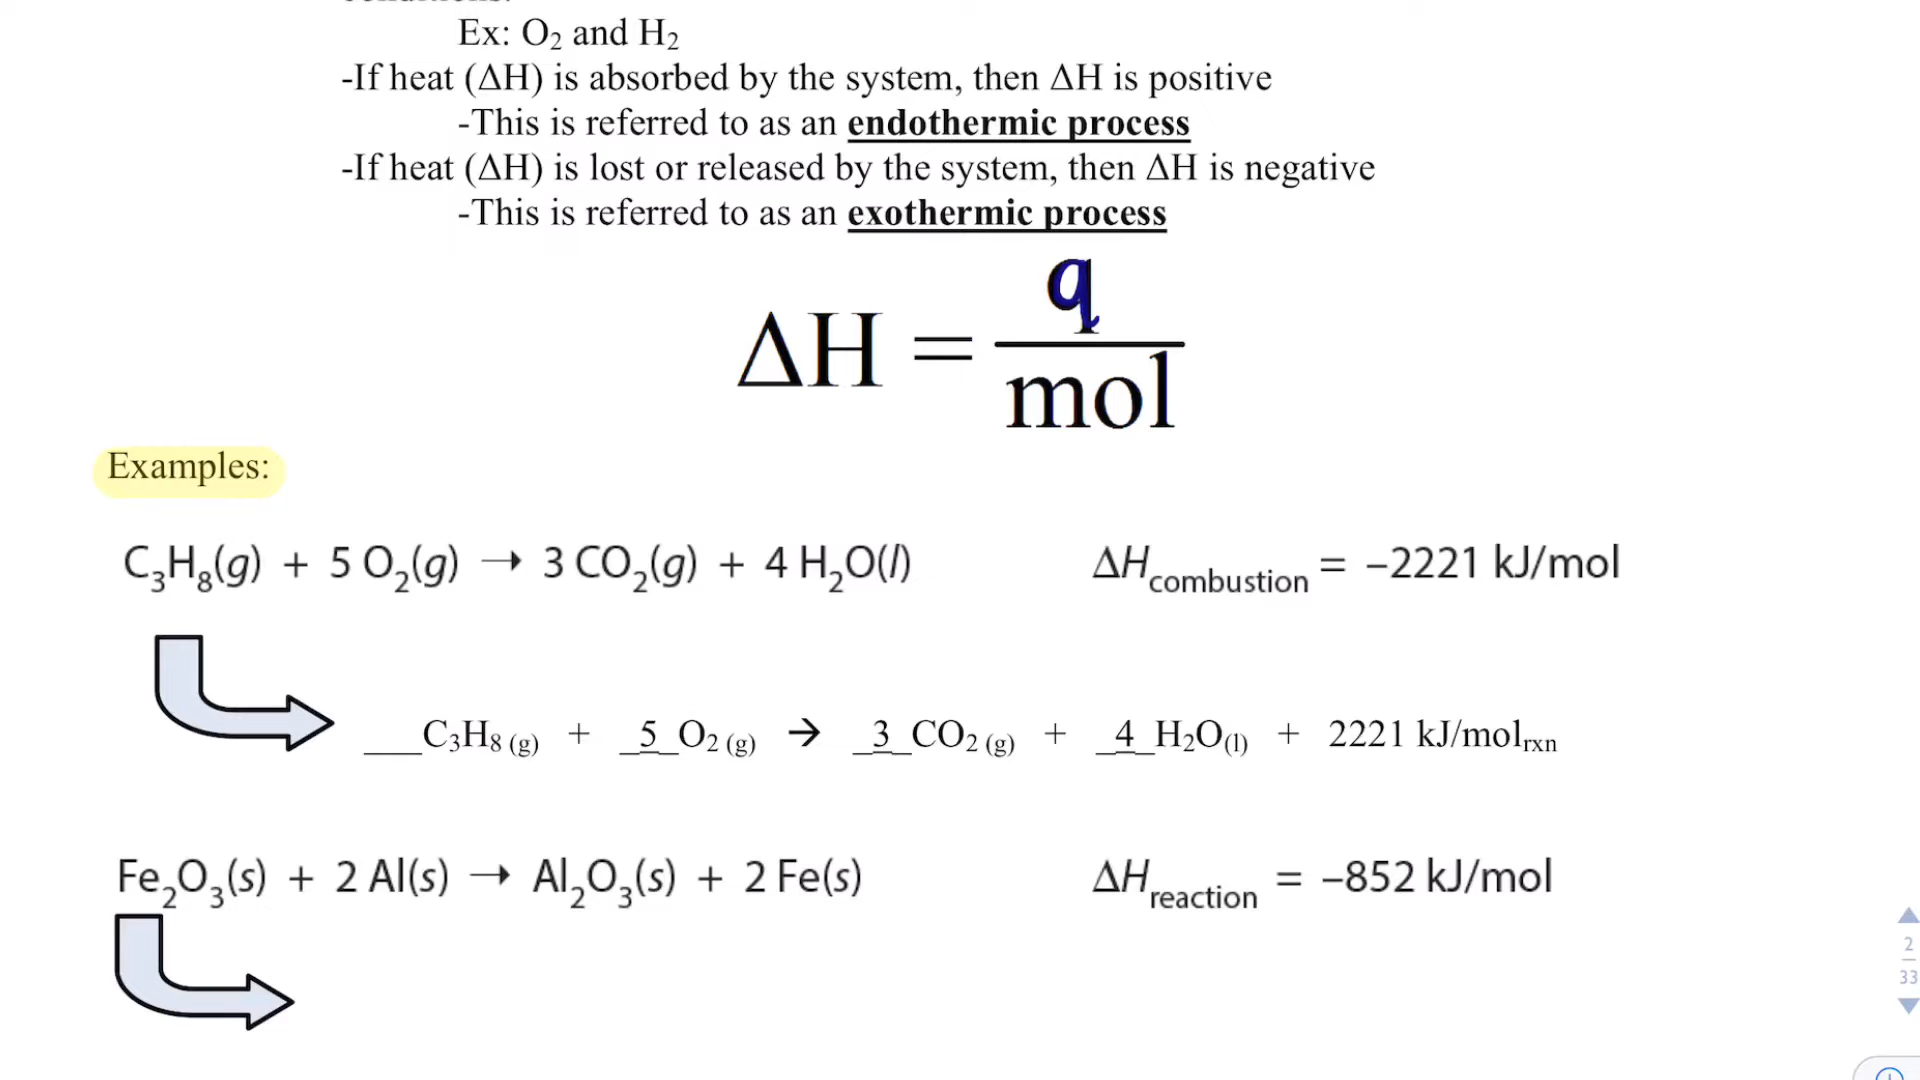 Ex: O₂ and H₂
-If heat (ΔH) is absorbed by the system, then ΔH is positive
-This is referred to as an endothermic process
-If heat (ΔH) is lost or released by the system, then ΔH is negative
-This is referred to as an exothermic process
ΔH = q/mol
Examples:
C₃H₈(g) + 5 O₂(g) → 3 CO₂(g) + 4 H₂O(l) ΔH combustion = −2221 kJ/mol
___C₃H₈ (g) + _5_O₂ (g) → _3_CO₂ (g) + _4_H₂O(l) + 2221 kJ/molrxn
Fe₂O₃(s) + 2 Al(s) → Al₂O₃(s) + 2 Fe(s) ΔH reaction = −852 kJ/mol
2
33